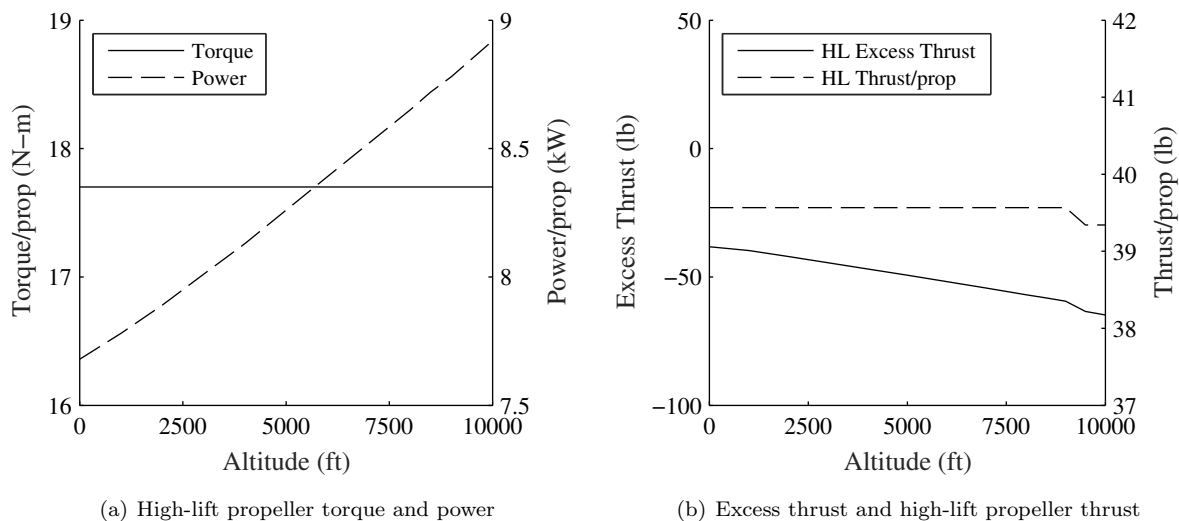 19
18
17
16
Torque/prop (N−m)
Torque
Power
9
8.5
8
7.5
Power/prop (kW)
0
2500
5000
7500
10000
Altitude (ft)
(a) High-lift propeller torque and power
50
0
−50
−100
Excess Thrust (lb)
HL Excess Thrust
HL Thrust/prop
42
41
40
39
38
37
Thrust/prop (lb)
0
2500
5000
7500
10000
Altitude (ft)
(b) Excess thrust and high-lift propeller thrust